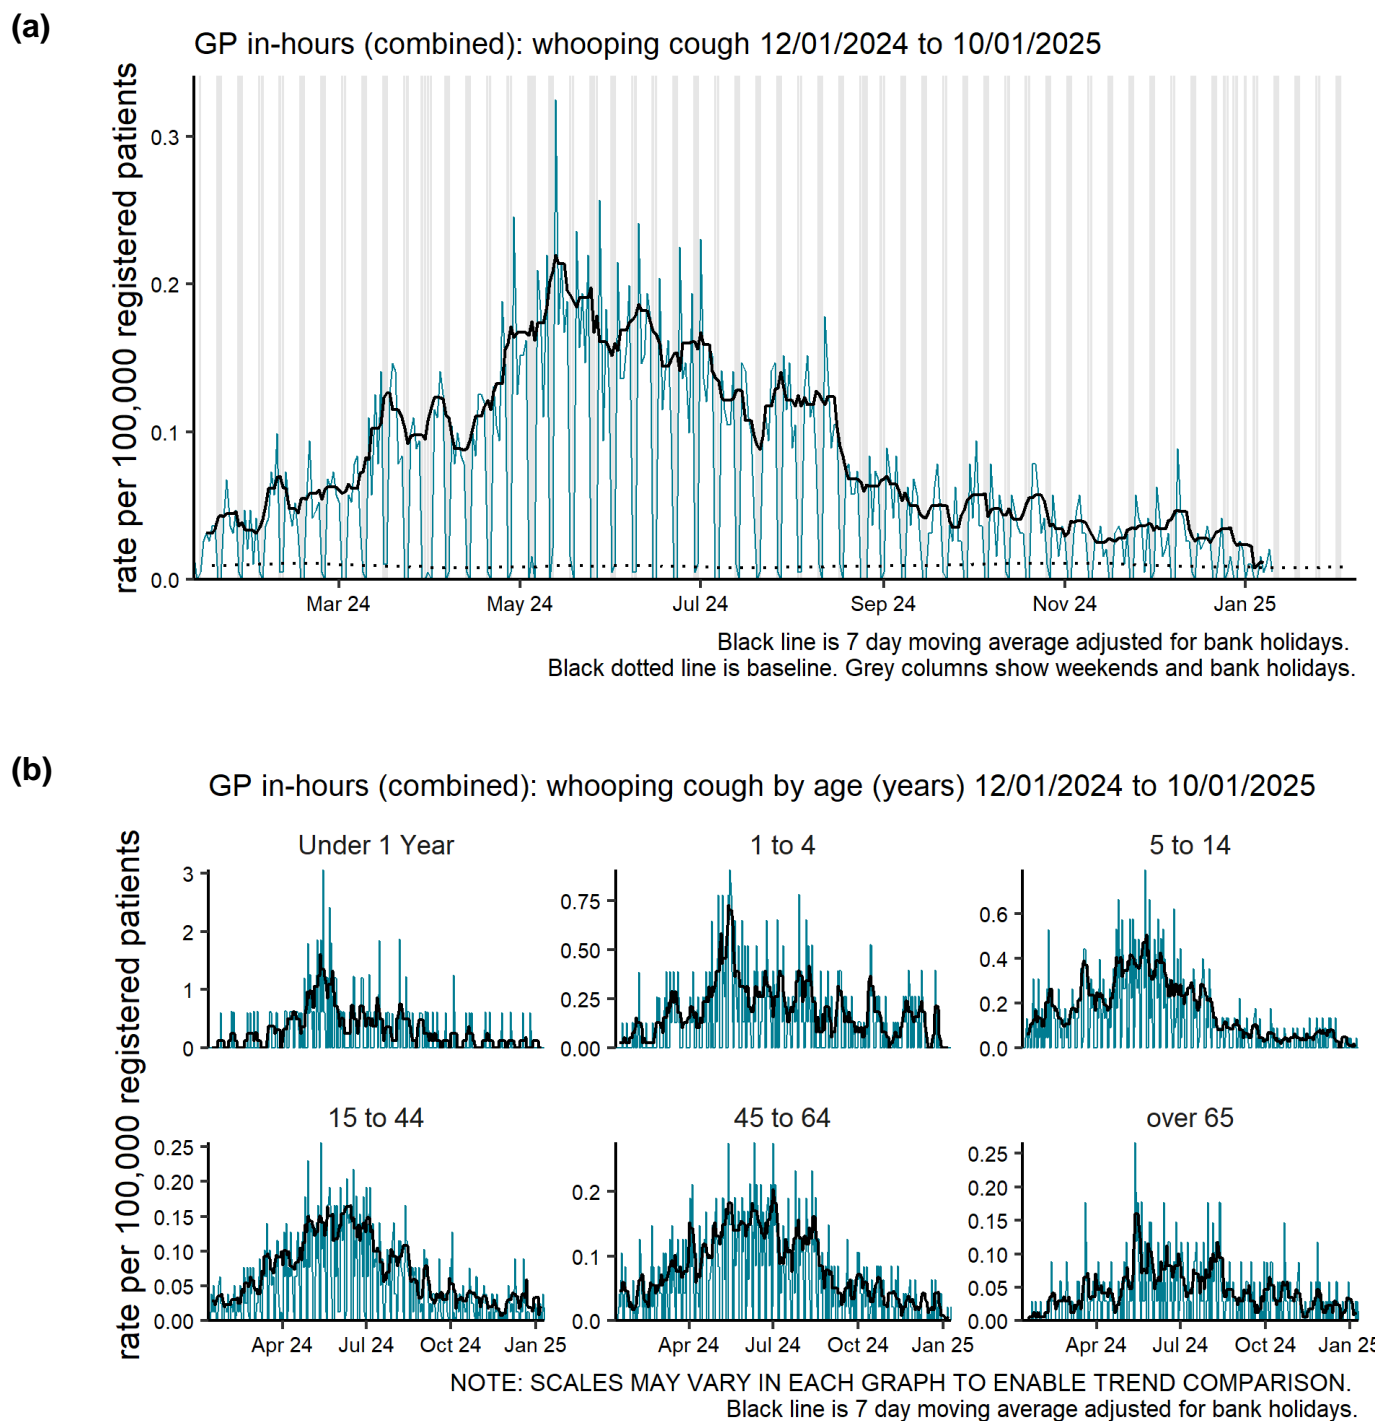 (a)
GP in-hours (combined): whooping cough 12/01/2024 to 10/01/2025
rate per 100,000 registered patients
0.3
0.2
0.1
0.0
Mar 24 May 24 Jul 24 Sep 24 Nov 24 Jan 25
Black line is 7 day moving average adjusted for bank holidays.
Black dotted line is baseline. Grey columns show weekends and bank holidays.
(b)
GP in-hours (combined): whooping cough by age (years) 12/01/2024 to 10/01/2025
rate per 100,000 registered patients
Under 1 Year
3
2
1
0
1 to 4
0.75
0.50
0.25
0.00
5 to 14
0.6
0.4
0.2
0.0
15 to 44
0.25
0.20
0.15
0.10
0.05
0.00
Apr 24 Jul 24 Oct 24 Jan 25
45 to 64
0.2
0.1
0.0
Apr 24 Jul 24 Oct 24 Jan 25
over 65
0.25
0.20
0.15
0.10
0.05
0.00
Apr 24 Jul 24 Oct 24 Jan 25
NOTE: SCALES MAY VARY IN EACH GRAPH TO ENABLE TREND COMPARISON.
Black line is 7 day moving average adjusted for bank holidays.